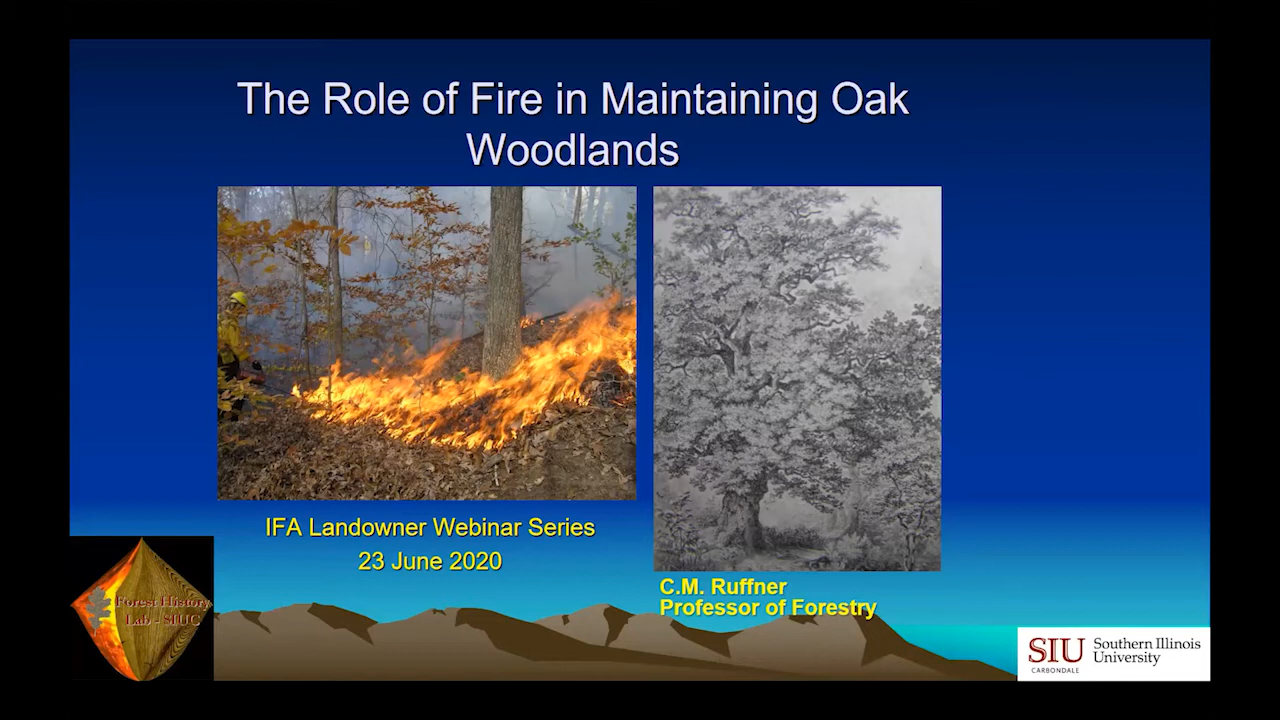 The Role of Fire in Maintaining Oak
Woodlands
IFA Landowner Webinar Series
23 June 2020
C.M. Ruffner
Professor of Forestry
Forest History
Lab - SIUC
SIU
CARBONDALE
Southern Illinois
University